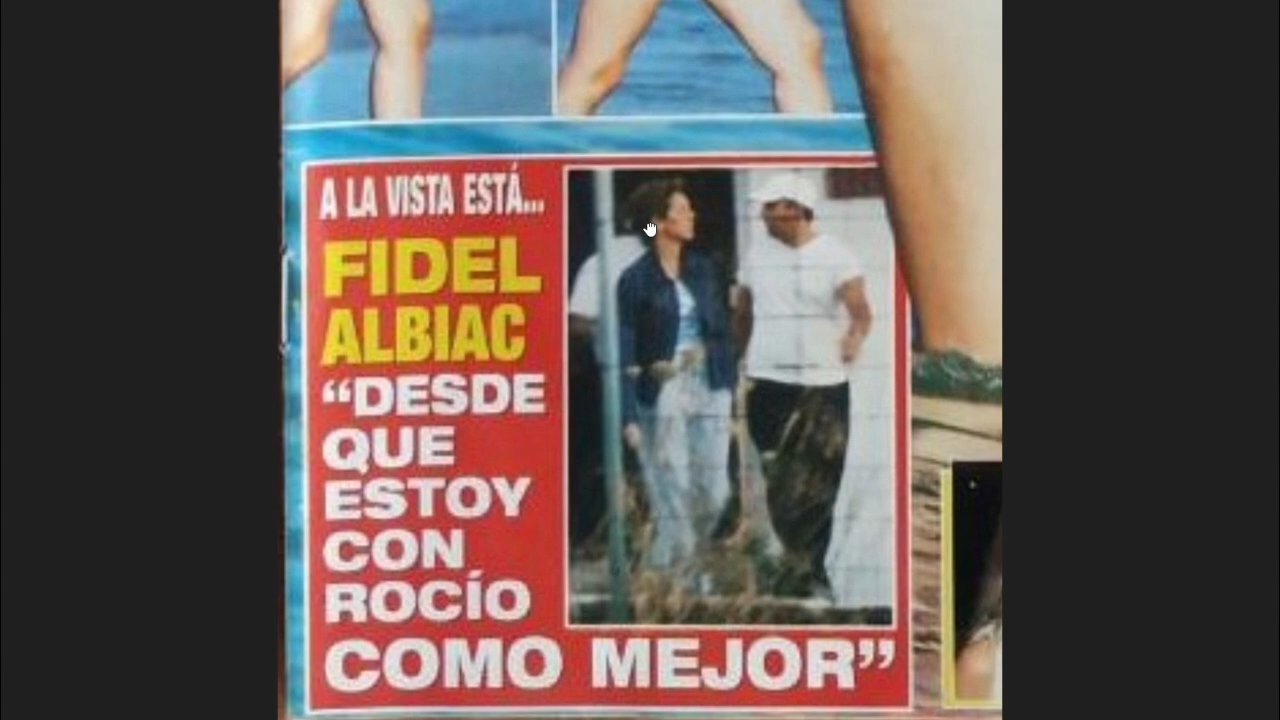 A LA VISTA ESTÁ...
FIDEL
ALBIAC
“DESDE
QUE
ESTOY
CON
ROCÍO
COMO MEJOR”